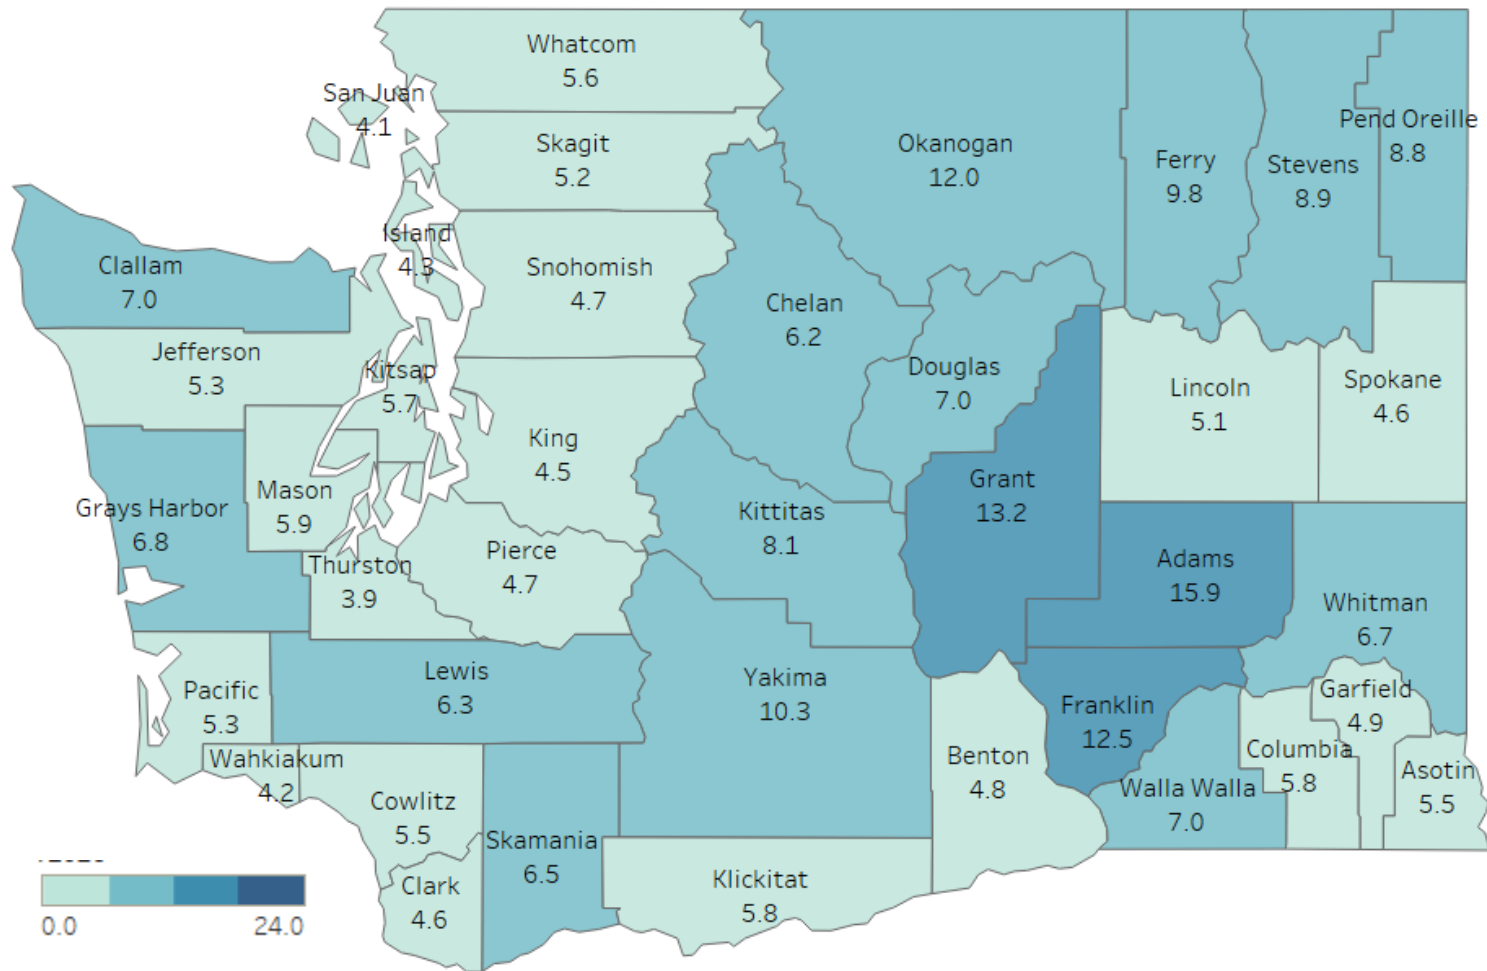 Whatcom
5.6
San Juan
4.1
Skagit
5.2
Okanogan
12.0
Ferry
9.8
Stevens
8.9
Pend Oreille
8.8
Island
4.3
Clallam
7.0
Snohomish
4.7
Chelan
6.2
Jefferson
5.3
Kitsap
5.7
Douglas
7.0
Lincoln
5.1
Spokane
4.6
King
4.5
Grant
13.2
Mason
5.9
Grays Harbor
6.8
Kittitas
8.1
Pierce
4.7
Thurston
3.9
Adams
15.9
Whitman
6.7
Lewis
6.3
Yakima
10.3
Pacific
5.3
Franklin
12.5
Garfield
4.9
Wahkiakum
4.2
Benton
4.8
Columbia
5.8
Asotin
5.5
Cowlitz
5.5
Walla Walla
7.0
Skamania
6.5
Clark
4.6
Klickitat
5.8
0.0 24.0